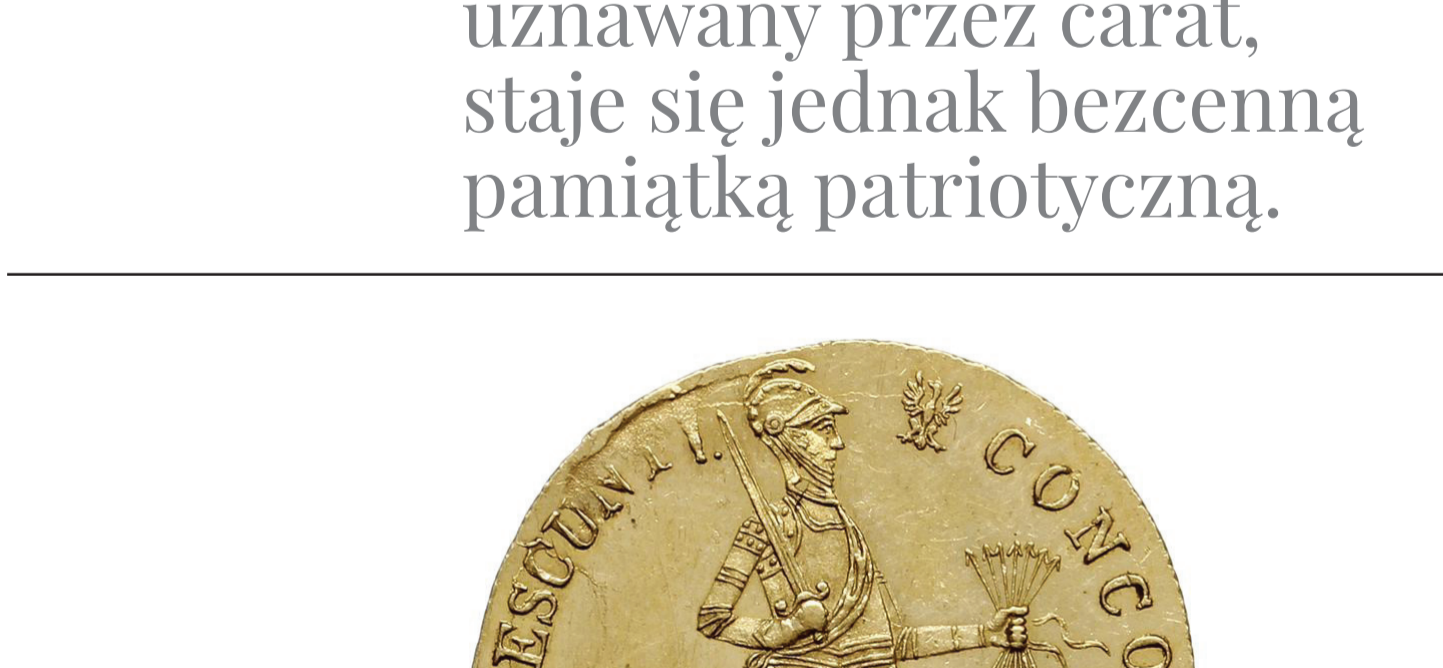 uznawany przez carat,
staje się jednak bezcenną
pamiątką patriotyczną.
ESCUNT.
CONCO